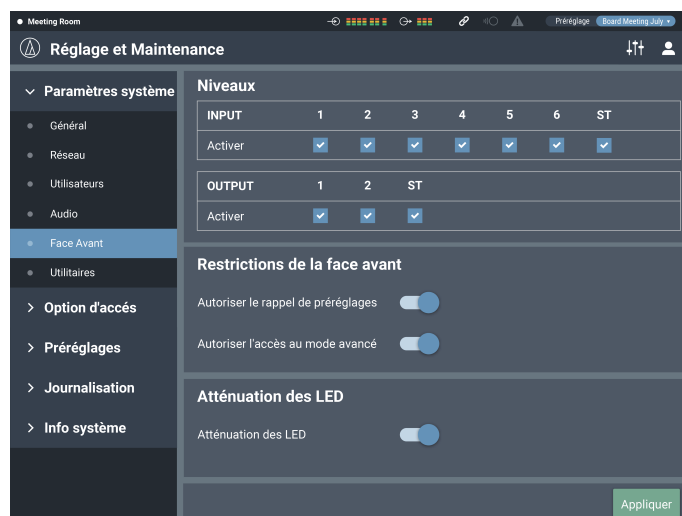 Meeting Room
Préréglage
Board Meeting July
Réglage et Maintenance
Paramètres système
Général
Réseau
Utilisateurs
Audio
Face Avant
Utilitaires
Option d'accés
Préréglages
Journalisation
Info système
Niveaux
INPUT 1 2 3 4 5 6 ST
Activer
OUTPUT 1 2 ST
Activer
Restrictions de la face avant
Autoriser le rappel de préréglages
Autoriser l'accès au mode avancé
Atténuation des LED
Atténuation des LED
Appliquer